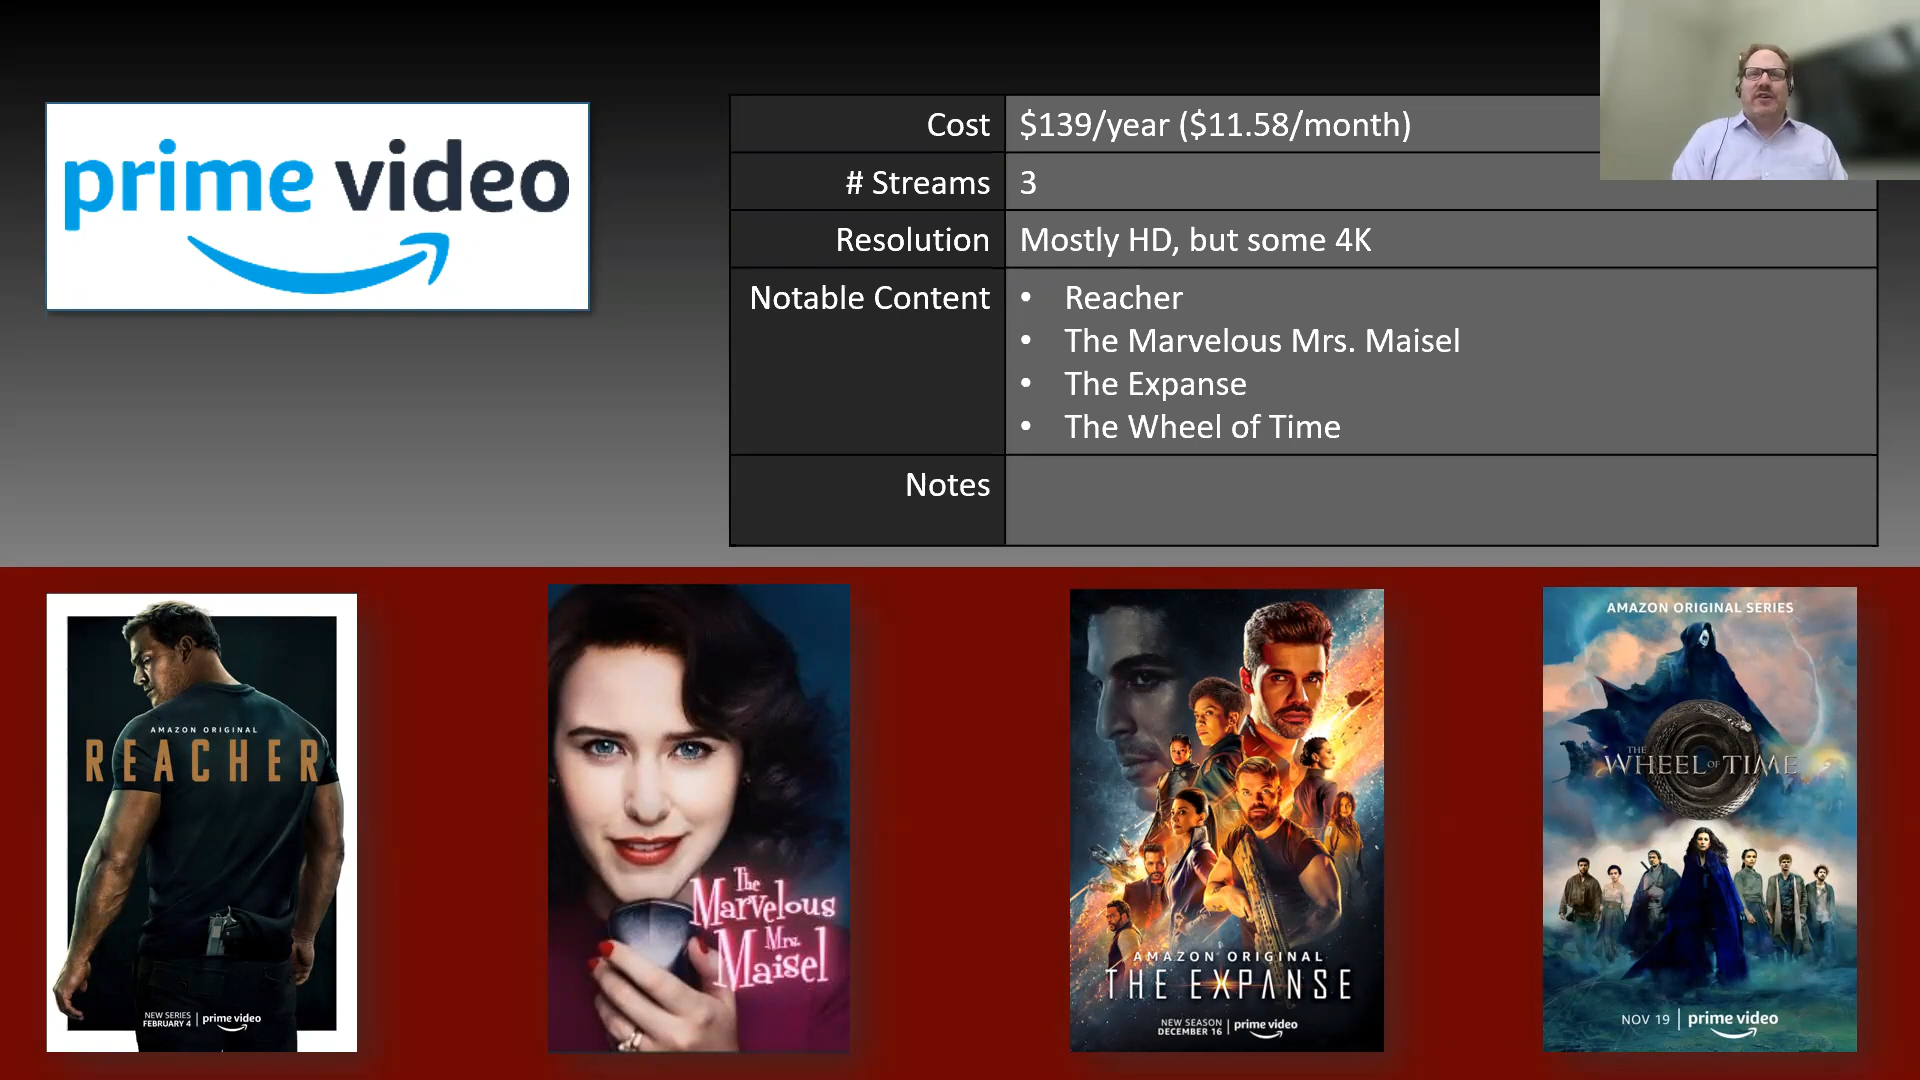 prime video
Cost
$139/year ($11.58/month)
# Streams
3
Resolution
Mostly HD, but some 4K
Notable Content
• Reacher
• The Marvelous Mrs. Maisel
• The Expanse
• The Wheel of Time
Notes
AMAZON ORIGINAL
REACHER
NEW SERIES
FEBRUARY 4 | prime video
The
Marvelous
Mrs.
Maisel
AMAZON ORIGINAL
THE EXPANSE
NEW SEASON
DECEMBER 16 | prime video
AMAZON ORIGINAL SERIES
THE
WHEEL OF TIME
NOV 19 | prime video